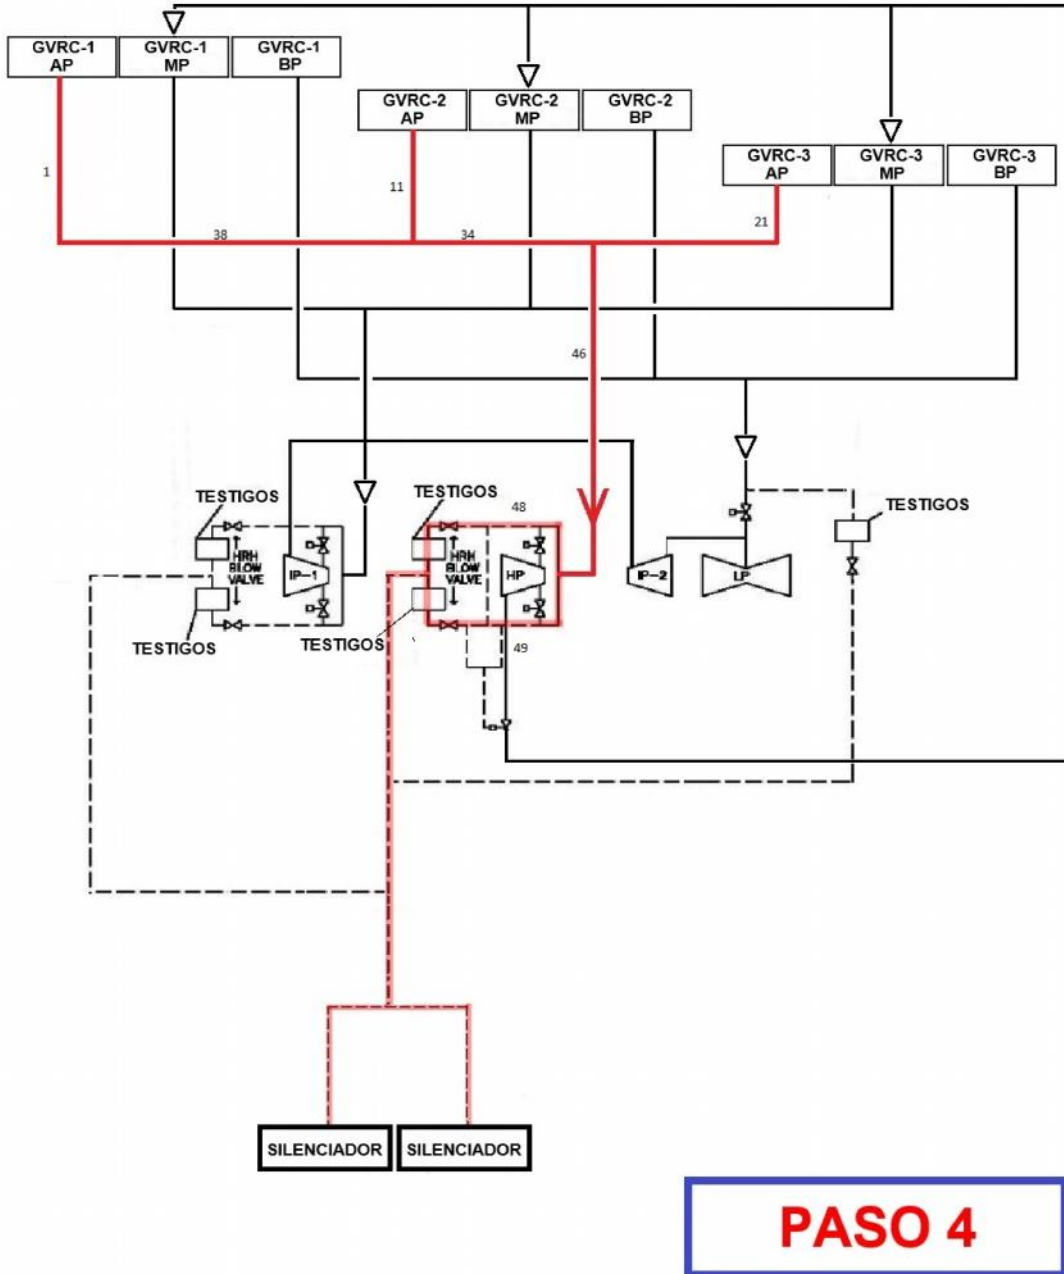 GVRC-1
AP
GVRC-1
MP
GVRC-1
BP
GVRC-2
AP
GVRC-2
MP
GVRC-2
BP
GVRC-3
AP
GVRC-3
MP
GVRC-3
BP
1
11
21
38
34
46
TESTIGOS
TESTIGOS
48
TESTIGOS
HRH
BLOW
VALVE
IP-1
HRH
BLOW
VALVE
HP
IP-2
LP
TESTIGOS
TESTIGOS
49
SILENCIADOR
SILENCIADOR
PASO 4